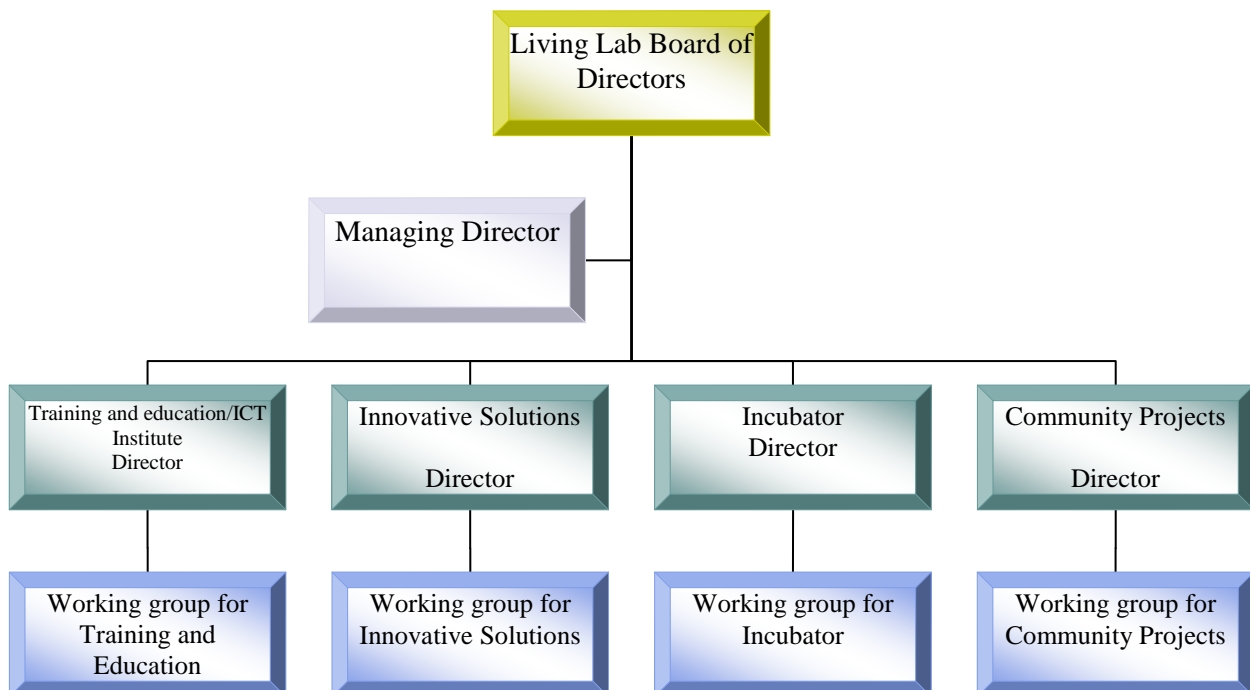 Living Lab Board of
Directors
Managing Director
Training and education/ICT
Institute
Director
Innovative Solutions
Director
Incubator
Director
Community Projects
Director
Working group for
Training and
Education
Working group for
Innovative Solutions
Working group for
Incubator
Working group for
Community Projects